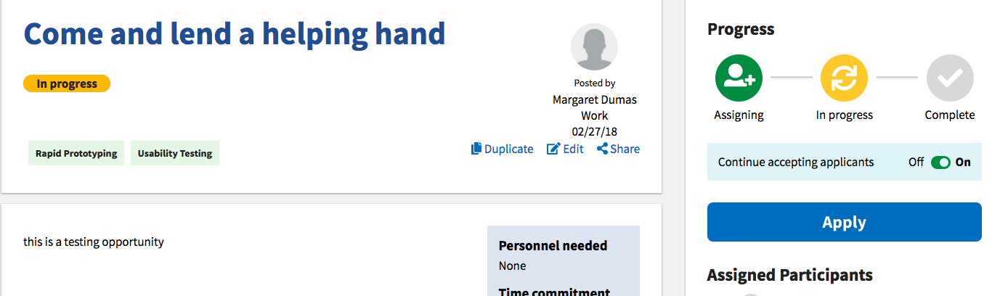 Come and lend a helping hand
In progress
Posted by
Margaret Dumas
Work
02/27/18
Rapid Prototyping Usability Testing
Duplicate Edit Share
this is a testing opportunity
Personnel needed
None
Time commitment
Progress
Assigning In progress Complete
Continue accepting applicants Off On
Apply
Assigned Participants